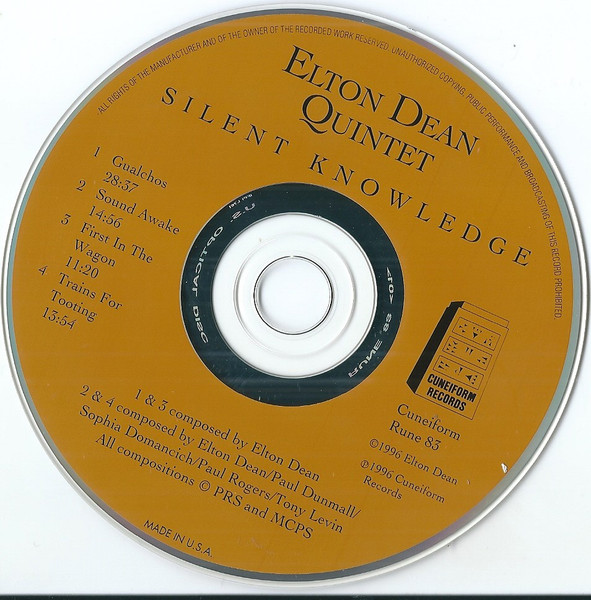 ALL RIGHTS OF THE MANUFACTURER AND OF THE OWNER OF THE RECORDED WORK RESERVED. UNAUTHORIZED COPYING, PUBLIC PERFORMANCE AND BROADCASTING OF THIS RECORD PROHIBITED.
ELTON DEAN
QUINTET
SILENT KNOWLEDGE
1 Gualchos
28:37
2 Sound Awake
14:56
3 First In The
Wagon
11:20
4 Trains For
Tooting
13:54
U.S. OPTICAL DISC
RUNE 83
CUNEIFORM
RECORDS
Cuneiform
Rune 83
©1996 Elton Dean
℗1996 Cuneiform
Records
1 & 3 composed by Elton Dean
2 & 4 composed by Elton Dean/Paul Dunmall/
Sophia Domancich/Paul Rogers/Tony Levin
All compositions © PRS and MCPS
MADE IN U.S.A.